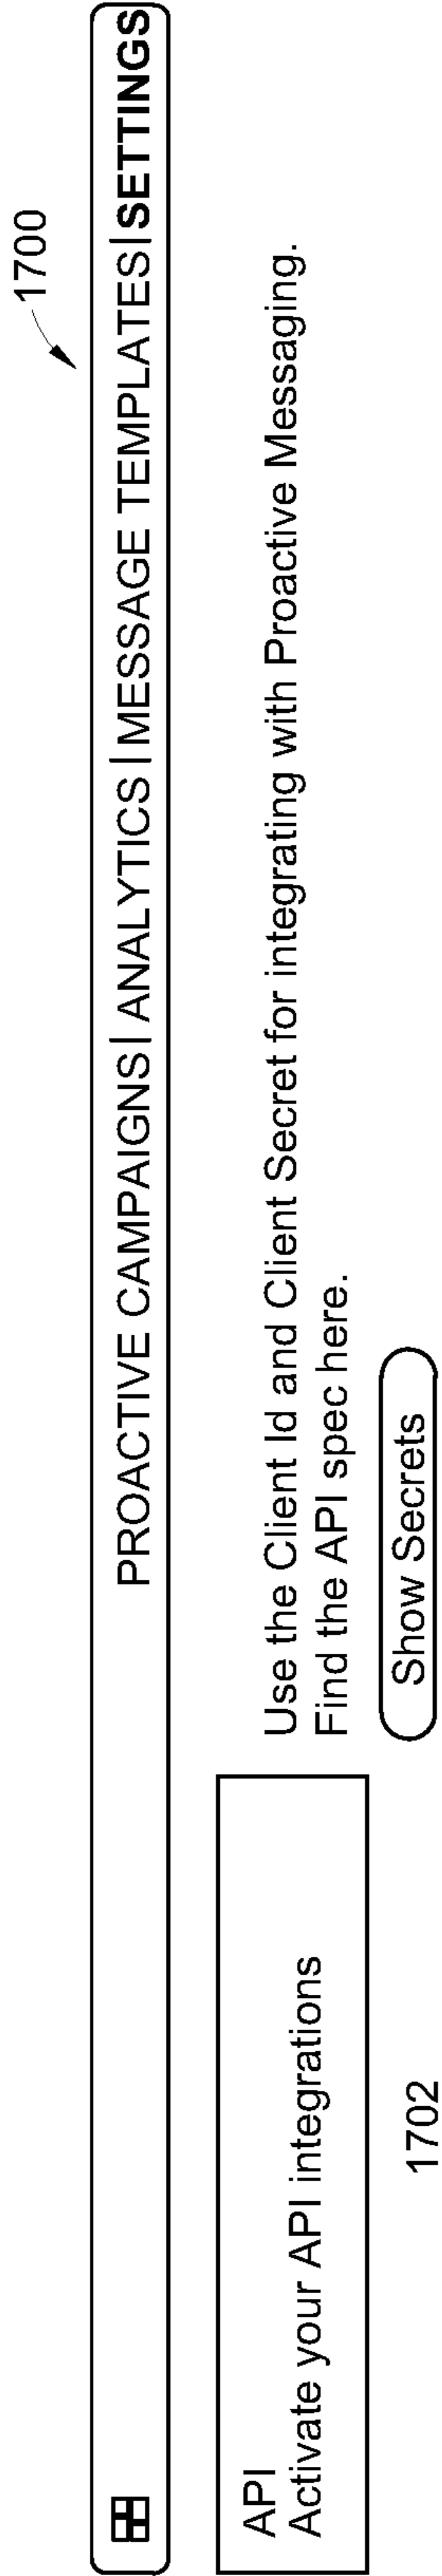 1700
PROACTIVE CAMPAIGNS| ANALYTICS | MESSAGE TEMPLATES|SETTINGS
API
Activate your API integrations
Use the Client Id and Client Secret for integrating with Proactive Messaging.
Find the API spec here.
Show Secrets
1702